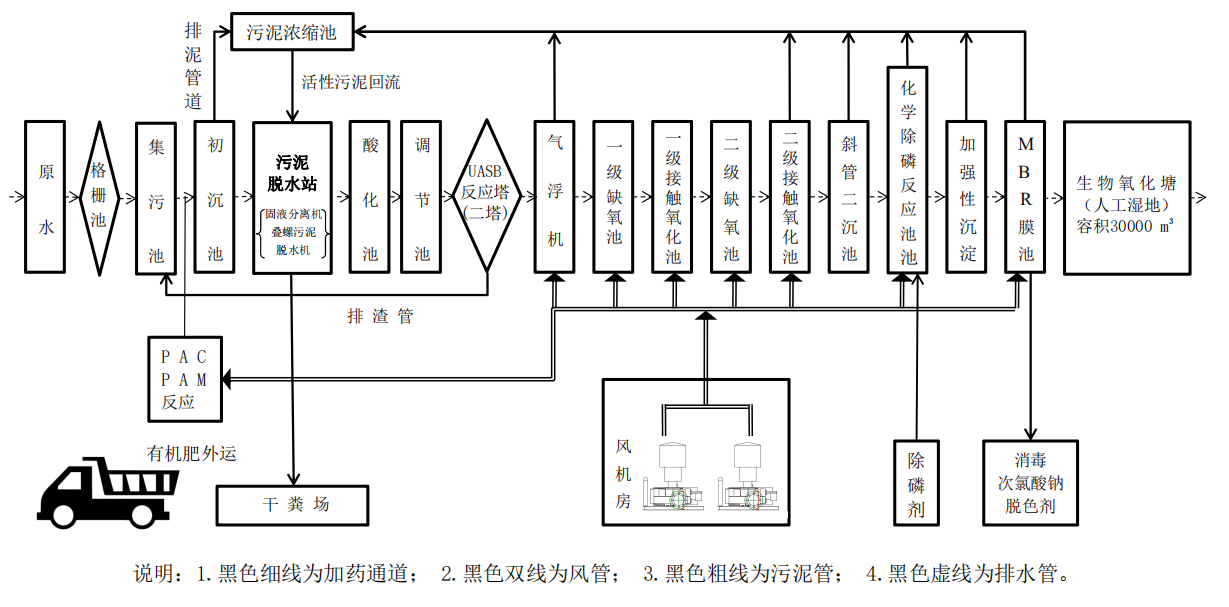 排泥管道
污泥浓缩池
活性污泥回流
原水
格栅池
集污池
初沉池
污泥
脱水站
固液分离机
叠螺污泥
脱水机
酸化池
调节池
UASB
反应塔
(二塔)
气浮机
一级缺氧池
一级接触氧化池
二级缺氧池
二级接触氧化池
斜管二沉池
化学除磷反应池池
加强性沉淀
MBR膜池
生物氧化塘
（人工湿地）
容积30000 m³
排渣管
PAC
PAM
反应
有机肥外运
干粪场
风机房
除磷剂
消毒
次氯酸钠
脱色剂
说明：1.黑色细线为加药通道； 2.黑色双线为风管； 3.黑色粗线为污泥管； 4.黑色虚线为排水管。